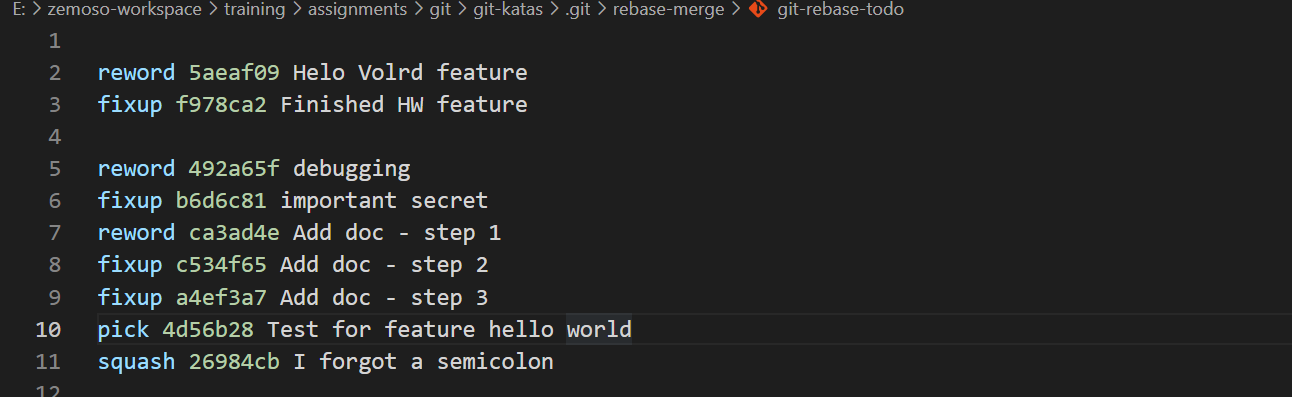 E: > zemoso-workspace > training > assignments > git > git-katas > .git > rebase-merge > git-rebase-todo
1
2 reword 5aeaf09 Helo Volrd feature
3 fixup f978ca2 Finished HW feature
4
5 reword 492a65f debugging
6 fixup b6d6c81 important secret
7 reword ca3ad4e Add doc - step 1
8 fixup c534f65 Add doc - step 2
9 fixup a4ef3a7 Add doc - step 3
10 pick 4d56b28 Test for feature hello world
11 squash 26984cb I forgot a semicolon
12